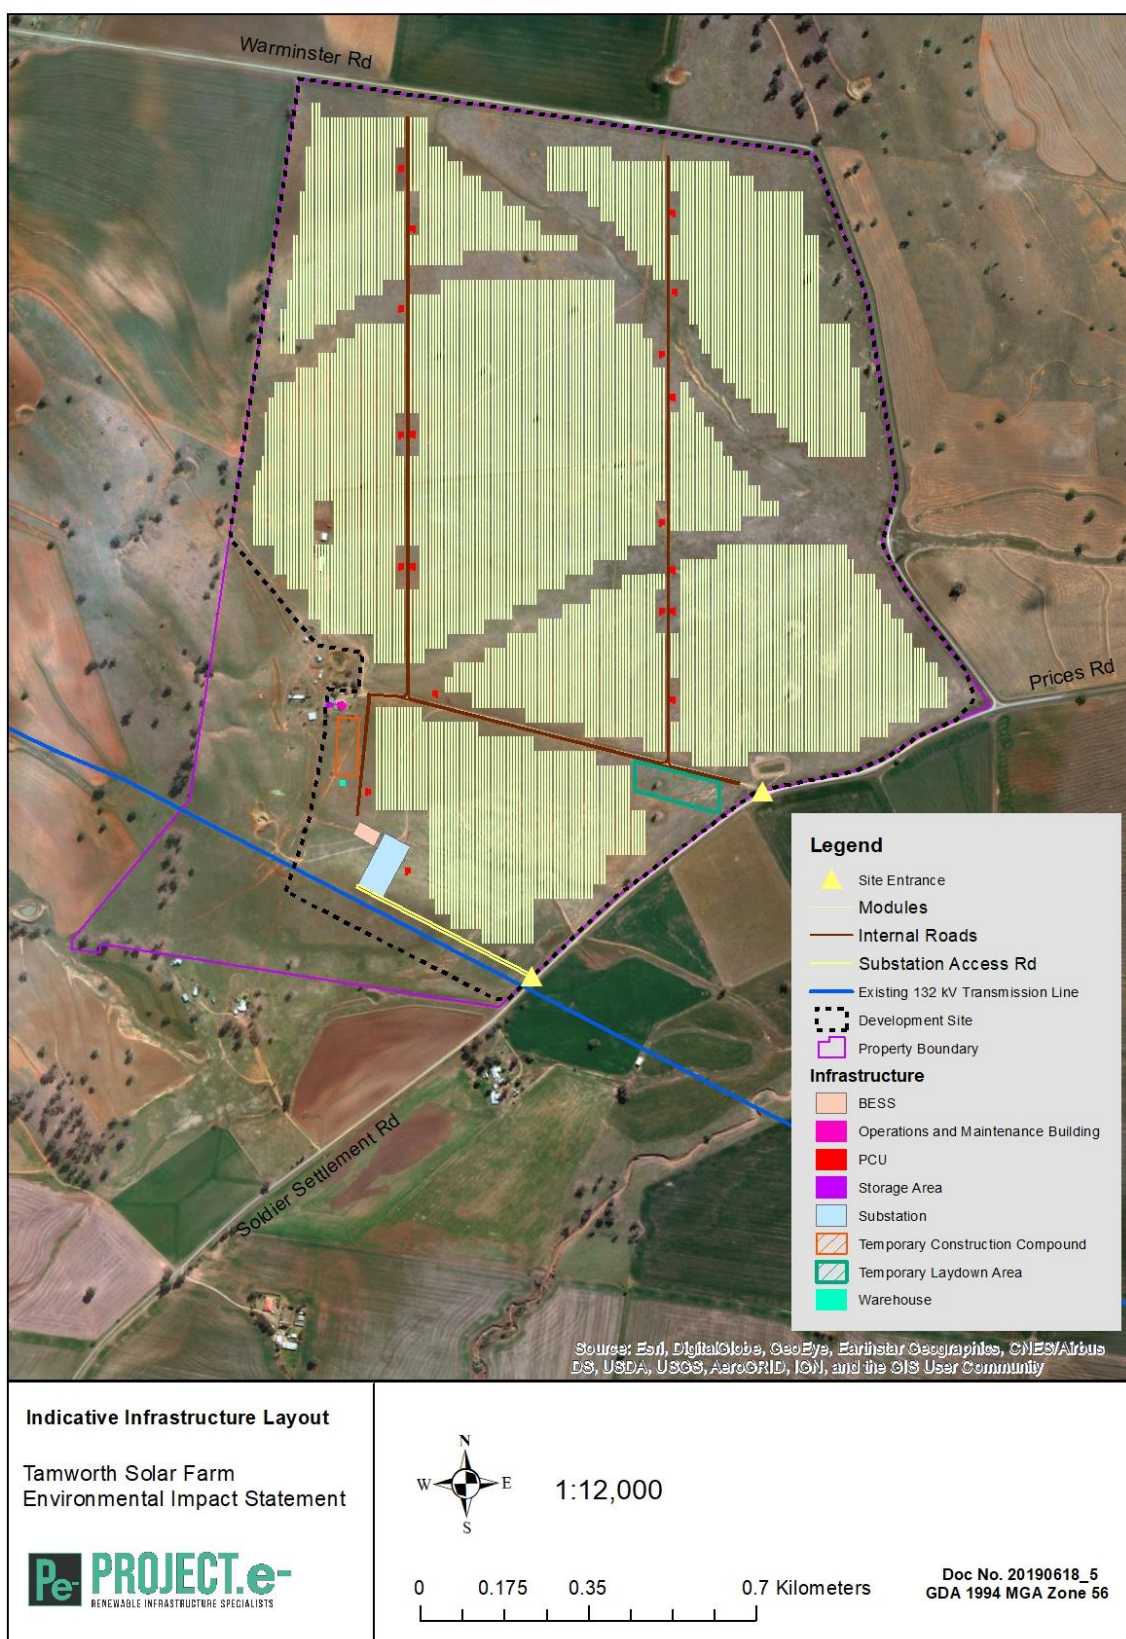 Warminster Rd
Prices Rd
Soldier Settlement Rd
Legend
Site Entrance
Modules
Internal Roads
Substation Access Rd
Existing 132 kV Transmission Line
Development Site
Property Boundary
Infrastructure
BESS
Operations and Maintenance Building
PCU
Storage Area
Substation
Temporary Construction Compound
Temporary Laydown Area
Warehouse
Source: Esri, DigitalGlobe, GeoEye, Earthstar Geographics, CNES/Airbus
DS, USDA, USGS, AeroGRID, IGN, and the GIS User Community
Indicative Infrastructure Layout
Tamworth Solar Farm
Environmental Impact Statement
Pe-
PROJECT.e-
RENEWABLE INFRASTRUCTURE SPECIALISTS
N
W E
S
1:12,000
0 0.175 0.35 0.7 Kilometers
Doc No. 20190618_5
GDA 1994 MGA Zone 56